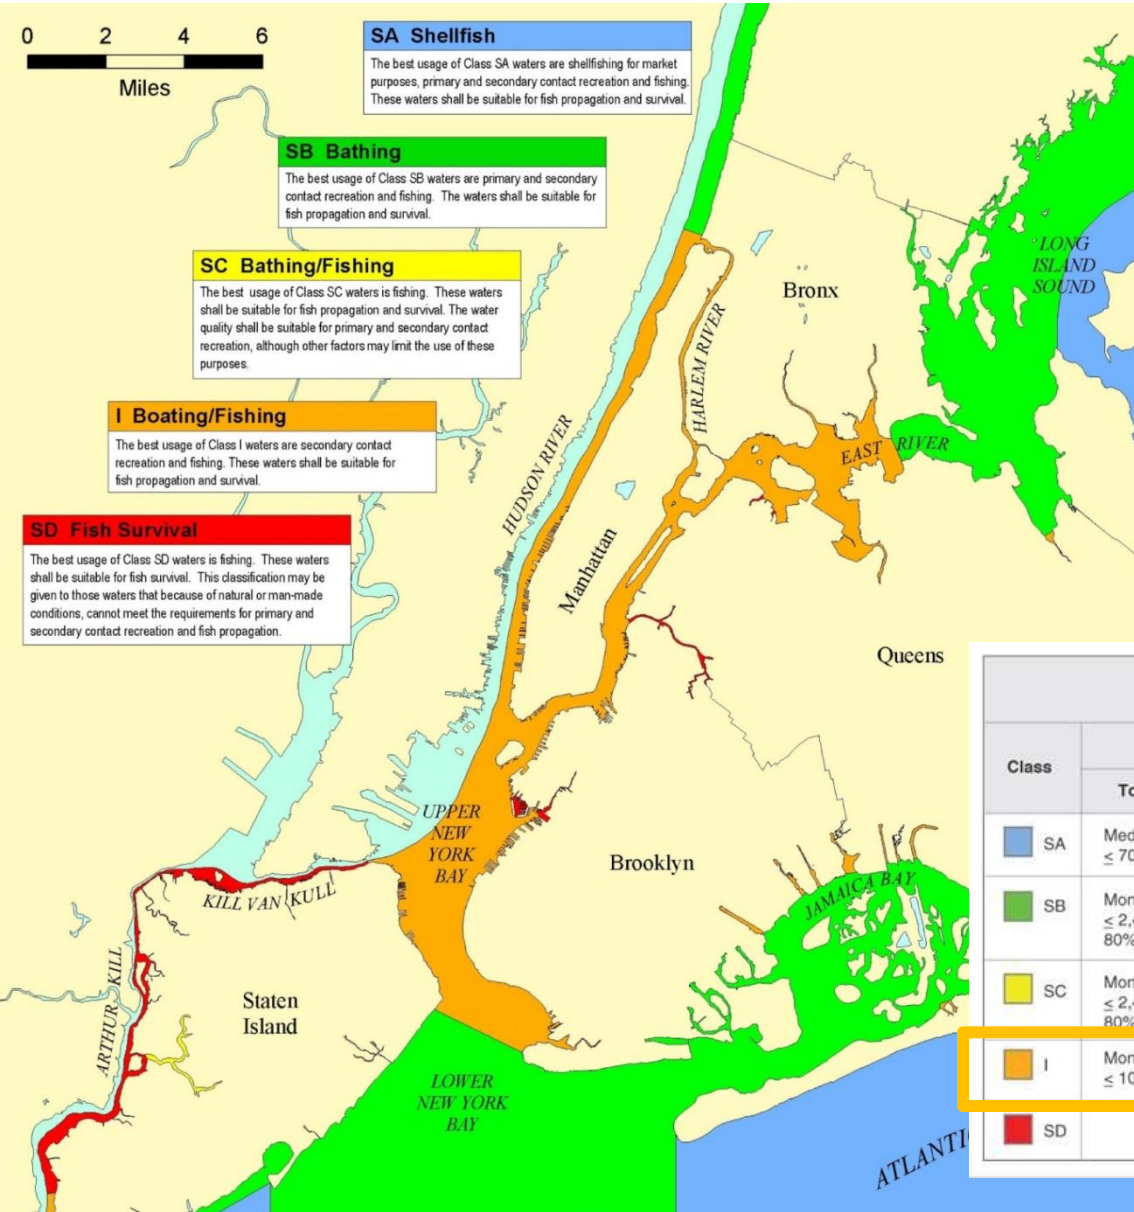 0 2 4 6
Miles
SA Shellfish
The best usage of Class SA waters are shellfishing for market
purposes, primary and secondary contact recreation and fishing.
These waters shall be suitable for fish propagation and survival.
SB Bathing
The best usage of Class SB waters are primary and secondary
contact recreation and fishing. The waters shall be suitable for
fish propagation and survival.
SC Bathing/Fishing
The best usage of Class SC waters is fishing. These waters
shall be suitable for fish propagation and survival. The water
quality shall be suitable for primary and secondary contact
recreation, although other factors may limit the use of these
purposes.
I Boating/Fishing
The best usage of Class I waters are secondary contact
recreation and fishing. These waters shall be suitable for
fish propagation and survival.
SD Fish Survival
The best usage of Class SD waters is fishing. These waters
shall be suitable for fish survival. This classification may be
given to those waters that because of natural or man-made
conditions, cannot meet the requirements for primary and
secondary contact recreation and fish propagation.
LONG
ISLAND
SOUND
Bronx
HARLEM RIVER
HUDSON RIVER
EAST RIVER
Manhattan
Queens
UPPER
NEW
YORK
BAY
Brooklyn
JAMAICA BAY
KILL VAN KULL
ARTHUR KILL
Staten
Island
LOWER
NEW YORK
BAY
ATLANTI
Class
To
SA
Med
≤ 70
SB
Mon
≤ 2,
80%
SC
Mon
≤ 2,
80%
I
Mon
≤ 10
SD